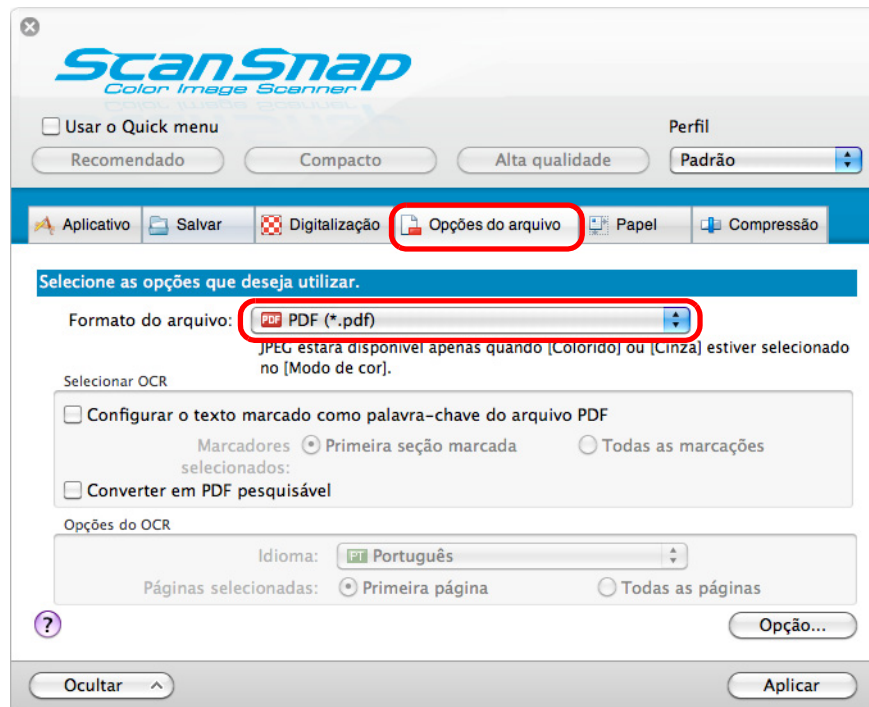 ScanSnap
Color Image Scanner
Usar o Quick menu
Perfil
Recomendado Compacto Alta qualidade Padrão
Aplicativo Salvar Digitalização Opções do arquivo Papel Compressão
Selecione as opções que deseja utilizar.
Formato do arquivo: PDF PDF (*.pdf)
JPEG estará disponível apenas quando [Colorido] ou [Cinza] estiver selecionado
no [Modo de cor].
Selecionar OCR
Configurar o texto marcado como palavra-chave do arquivo PDF
Marcadores Primeira seção marcada Todas as marcações
selecionados:
Converter em PDF pesquisável
Opções do OCR
Idioma: PT Português
Páginas selecionadas: Primeira página Todas as páginas
? Opção...
Ocultar Aplicar